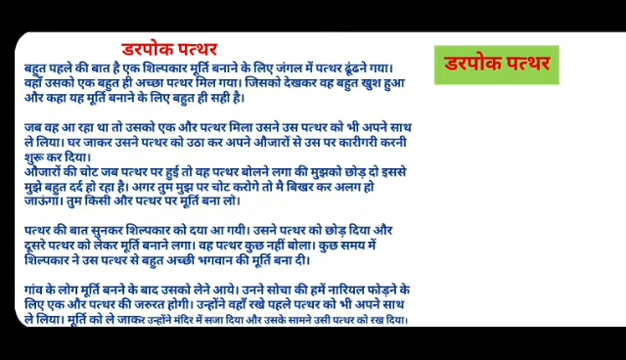 डरपोक पत्थर
डरपोक पत्थर
बहुत पहले की बात है एक शिल्पकार मूर्ति बनाने के लिए जंगल में पत्थर ढूंढने गया।
वहाँ उसको एक बहुत ही अच्छा पत्थर मिल गया। जिसको देखकर वह बहुत खुश हुआ
और कहा यह मूर्ति बनाने के लिए बहुत ही सही है।
जब वह आ रहा था तो उसको एक और पत्थर मिला उसने उस पत्थर को भी अपने साथ
ले लिया। घर जाकर उसने पत्थर को उठा कर अपने औजारों से उस पर कारीगरी करनी
शुरू कर दिया।
औजारों की चोट जब पत्थर पर हुई तो वह पत्थर बोलने लगा की मुझको छोड़ दो इससे
मुझे बहुत दर्द हो रहा है। अगर तुम मुझ पर चोट करोगे तो मै बिखर कर अलग हो
जाऊंगा। तुम किसी और पत्थर पर मूर्ति बना लो।
पत्थर की बात सुनकर शिल्पकार को दया आ गयी। उसने पत्थर को छोड़ दिया और
दूसरे पत्थर को लेकर मूर्ति बनाने लगा। वह पत्थर कुछ नहीं बोला। कुछ समय में
शिल्पकार ने उस पत्थर से बहुत अच्छी भगवान की मूर्ति बना दी।
गांव के लोग मूर्ति बनने के बाद उसको लेने आये। उनने सोचा की हमें नारियल फोड़ने के
लिए एक और पत्थर की जरुरत होगी। उन्होंने वहाँ रखे पहले पत्थर को भी अपने साथ
ले लिया। मूर्ति को ले जाकर उन्होंने मंदिर में सजा दिया और उसके सामने उसी पत्थर को रख दिया।